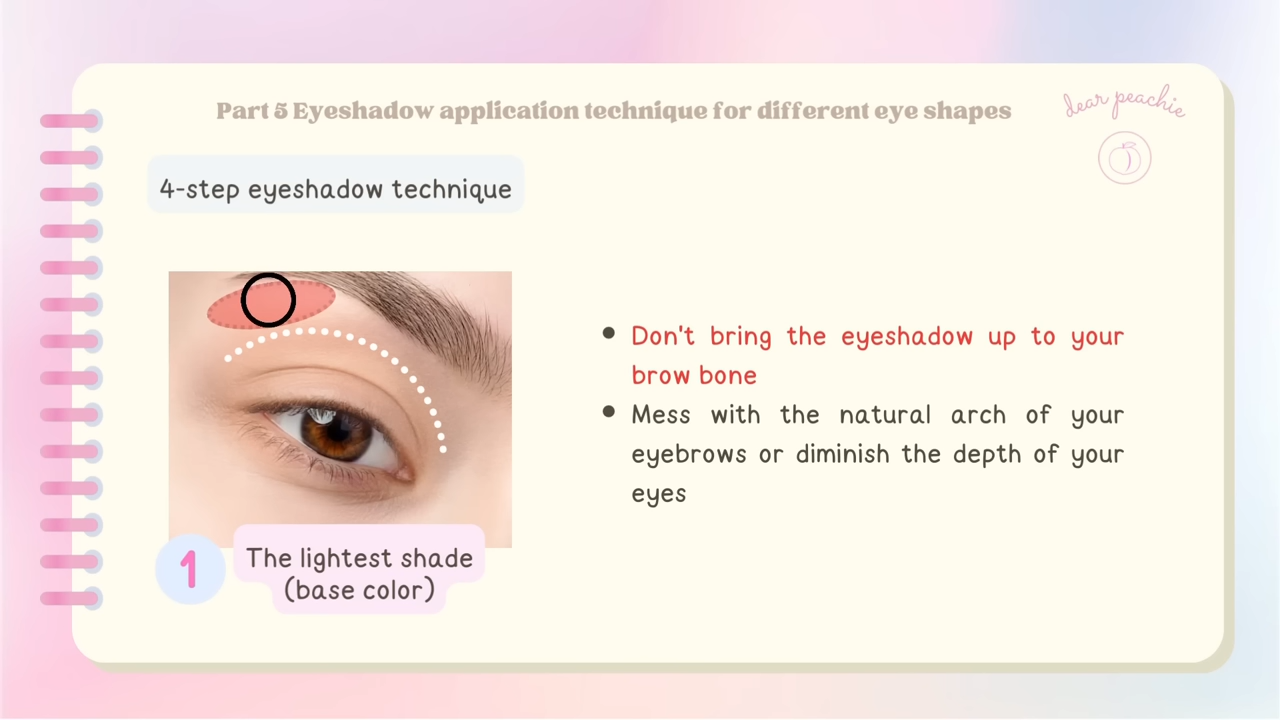 Part 5 Eyeshadow application technique for different eye shapes
dear peachie
4-step eyeshadow technique
Don't bring the eyeshadow up to your
brow bone
Mess with the natural arch of your
eyebrows or diminish the depth of your
eyes
1
The lightest shade
(base color)